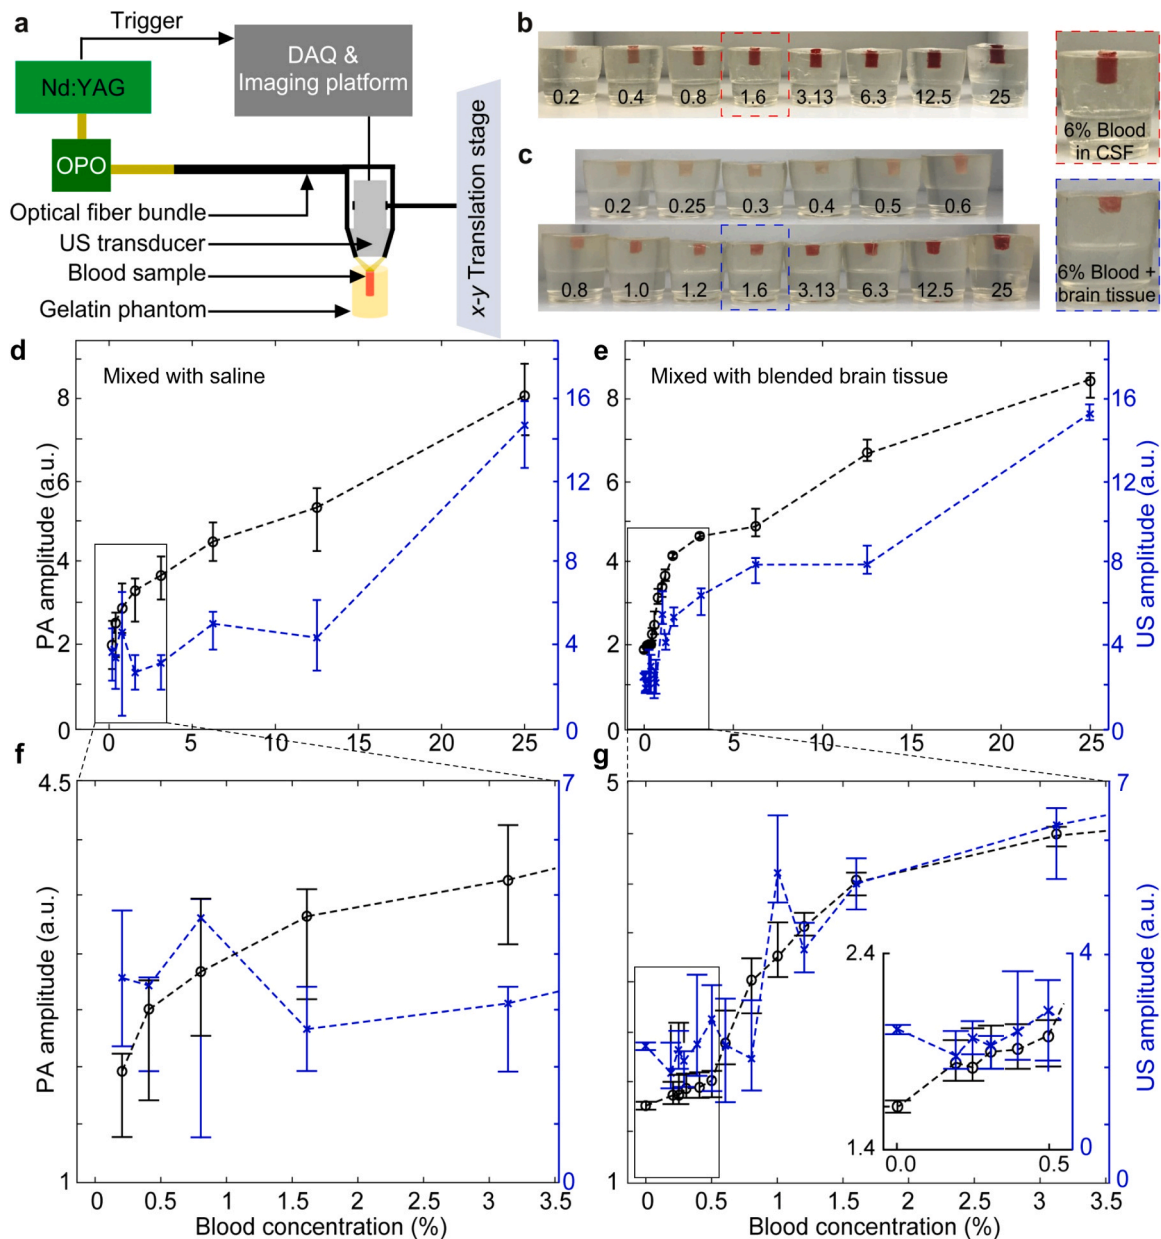 a
Trigger
Nd:YAG
DAQ &
Imaging platform
OPO
Optical fiber bundle
US transducer
Blood sample
Gelatin phantom
x-y Translation stage
b
0.2 0.4 0.8 1.6 3.13 6.3 12.5 25
6% Blood
in CSF
c
0.2 0.25 0.3 0.4 0.5 0.6
0.8 1.0 1.2 1.6 3.13 6.3 12.5 25
6% Blood +
brain tissue
d
Mixed with saline
PA amplitude (a.u.)
8
6
4
2
0
16
12
8
4
0
0 5 10 15 20 25
e
Mixed with blended brain tissue
8
6
4
2
0
16
12
8
4
0
US amplitude (a.u.)
0 5 10 15 20 25
f
PA amplitude (a.u.)
4.5
1
7
0
0 0.5 1 1.5 2 2.5 3 3.5
Blood concentration (%)
g
5
1
7
0
US amplitude (a.u.)
2.4
1.4
4
0
0.0 0.5
0 0.5 1 1.5 2 2.5 3 3.5
Blood concentration (%)